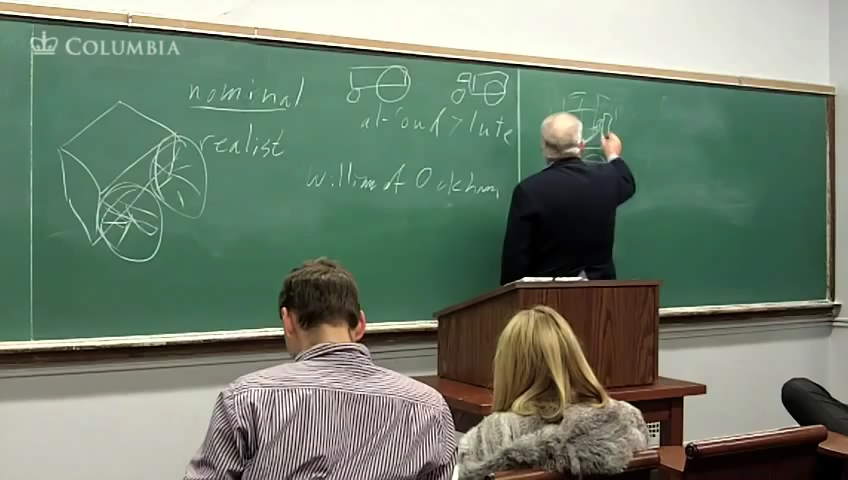 COLUMBIA
nominal
realist
al-'oud > lute
William of Ockham